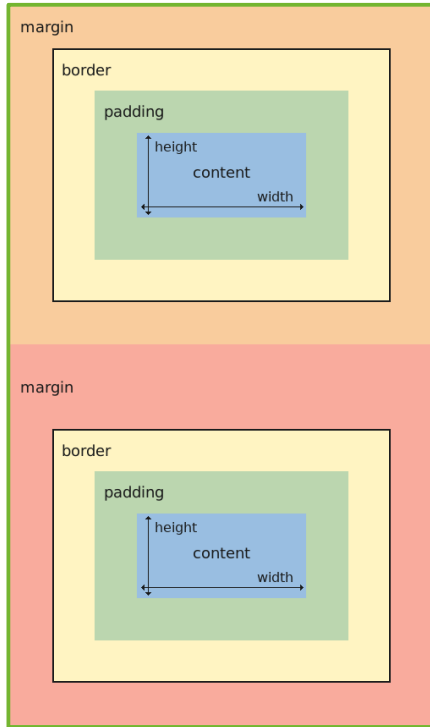 margin
border
padding
height
content
width
margin
border
padding
height
content
width